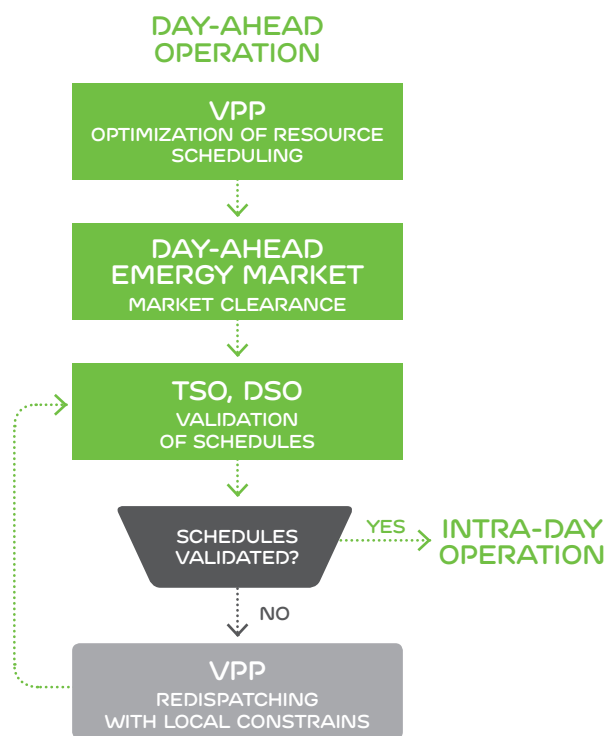 DAY-AHEAD
OPERATION
VPP
OPTIMIZATION OF RESOURCE
SCHEDULING
DAY-AHEAD
EMERGY MARKET
MARKET CLEARANCE
TSO, DSO
VALIDATION
OF SCHEDULES
SCHEDULES
VALIDATED?
YES
INTRA-DAY
OPERATION
NO
VPP
REDISPATCHING
WITH LOCAL CONSTRAINS